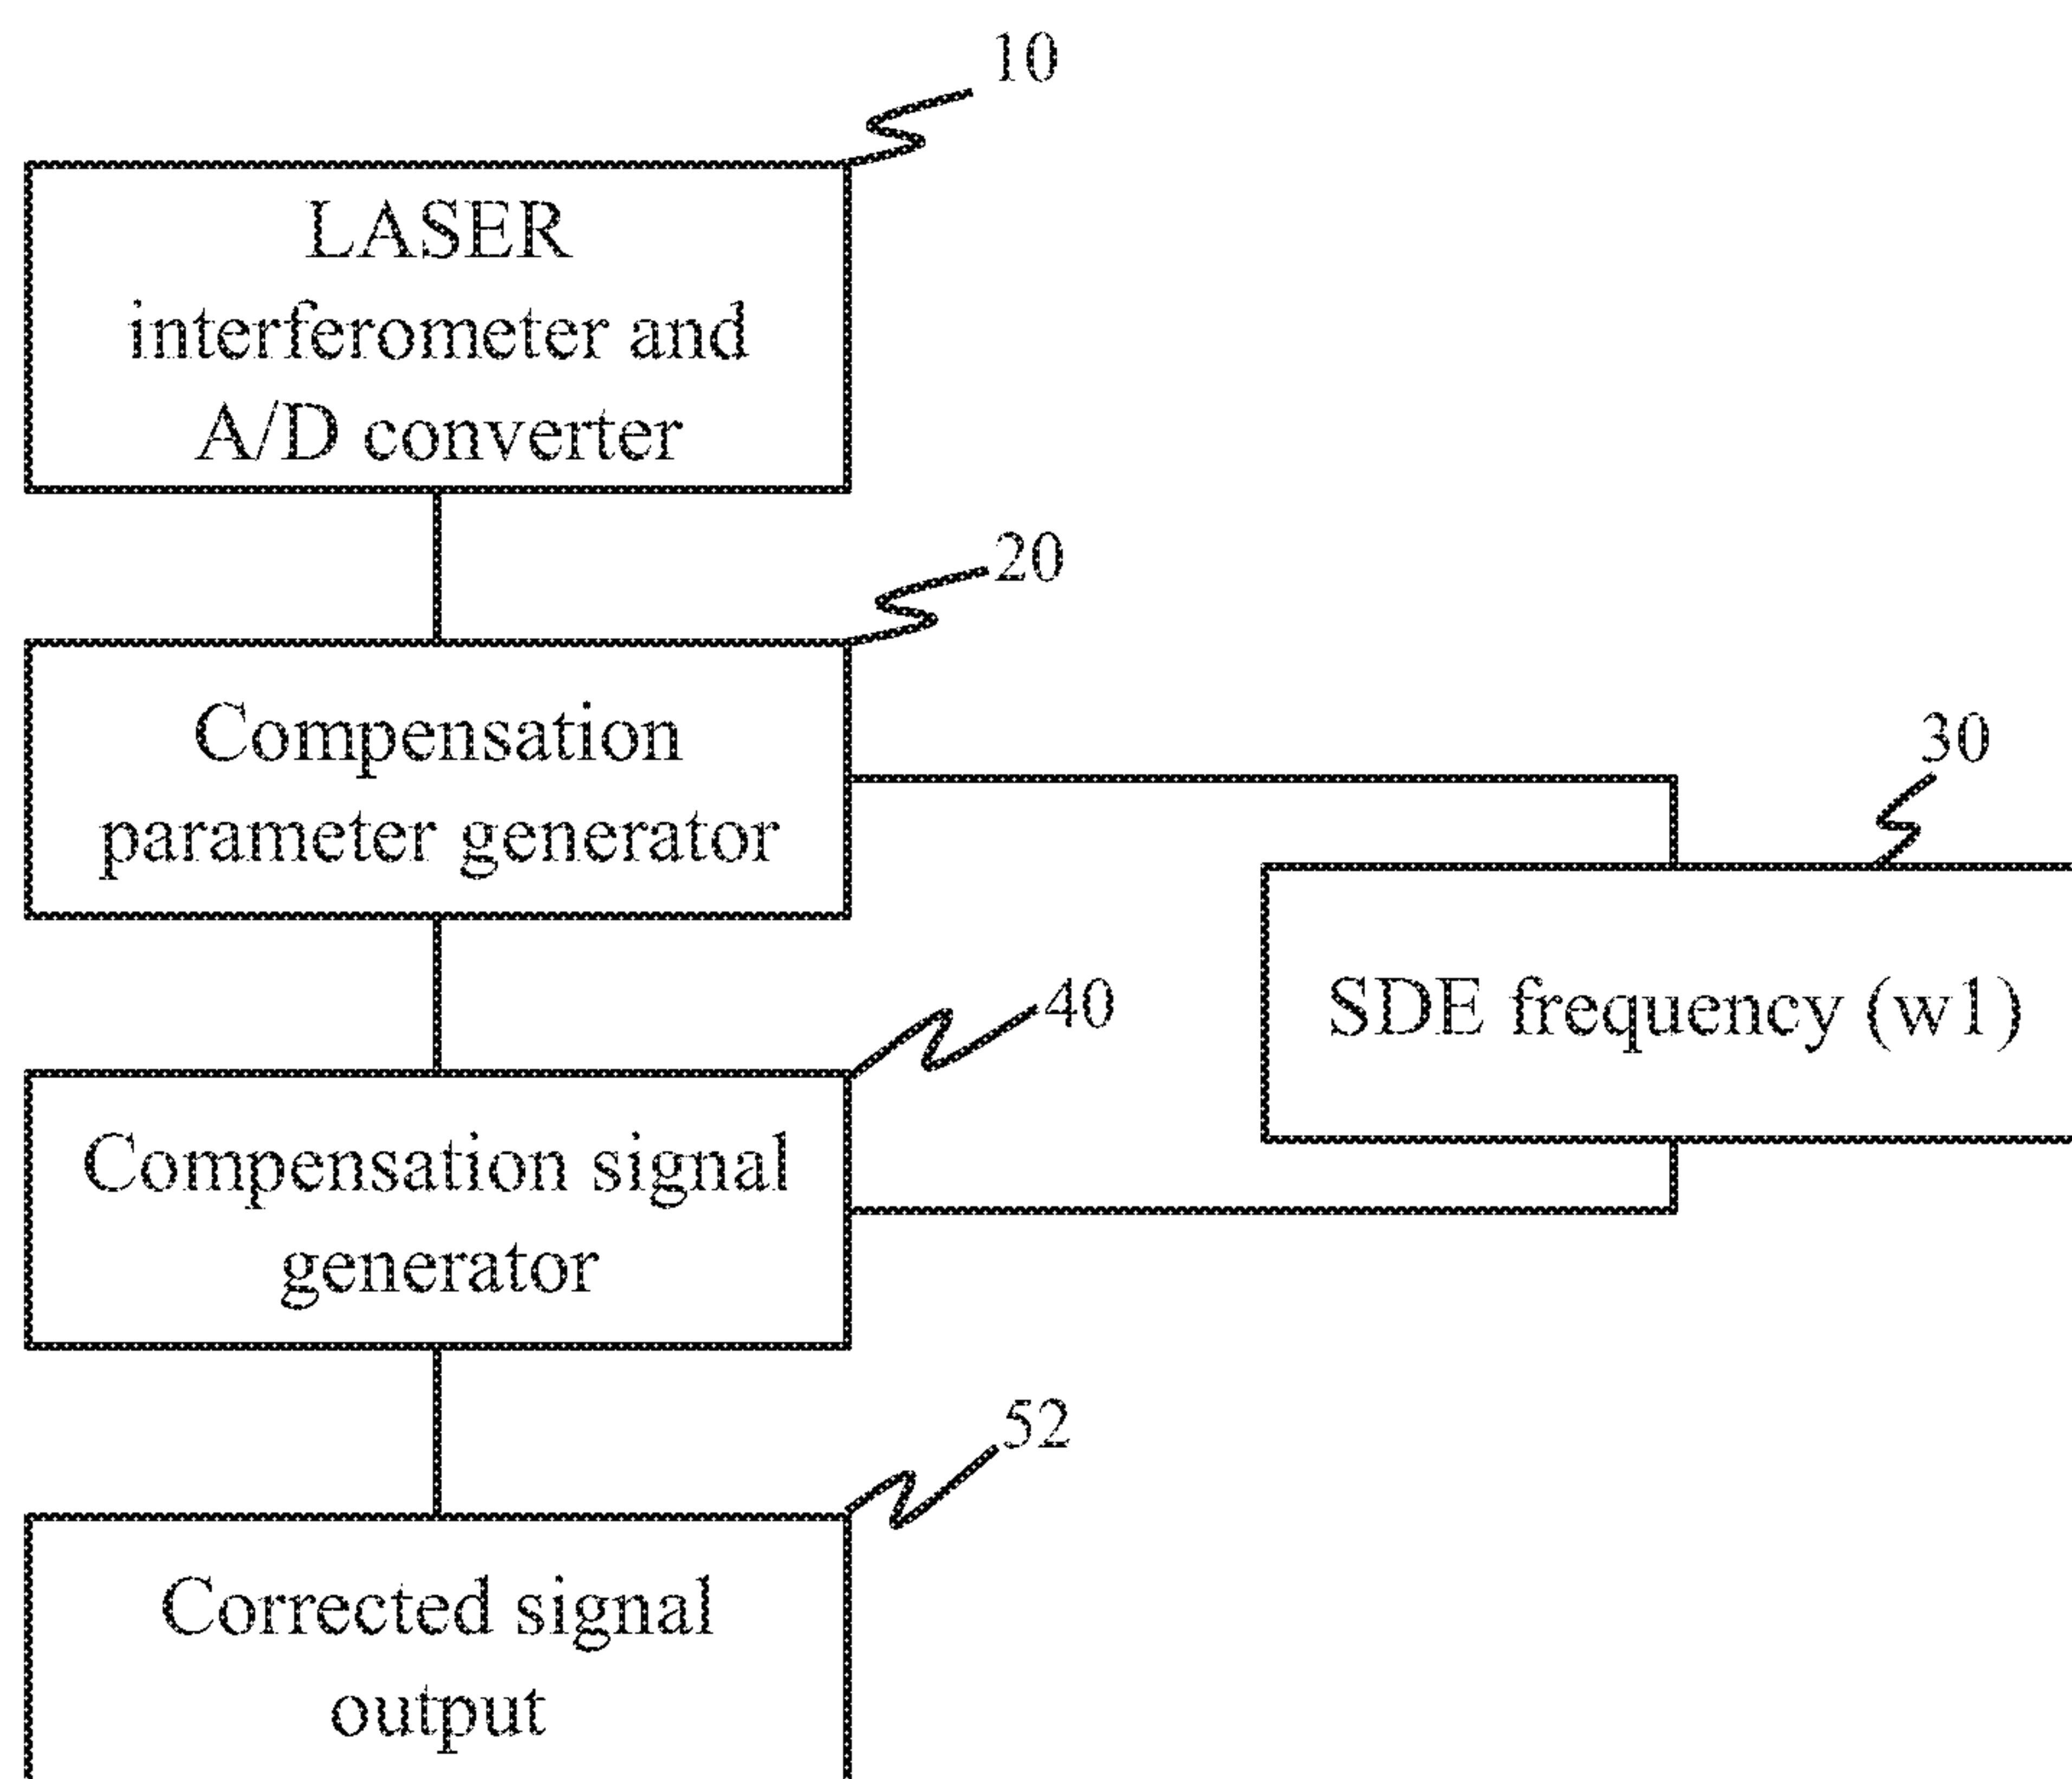 10
LASER
interferometer and
A/D converter
20
Compensation
parameter generator
30
SDE frequency (w1)
40
Compensation signal
generator
52
Corrected signal
output